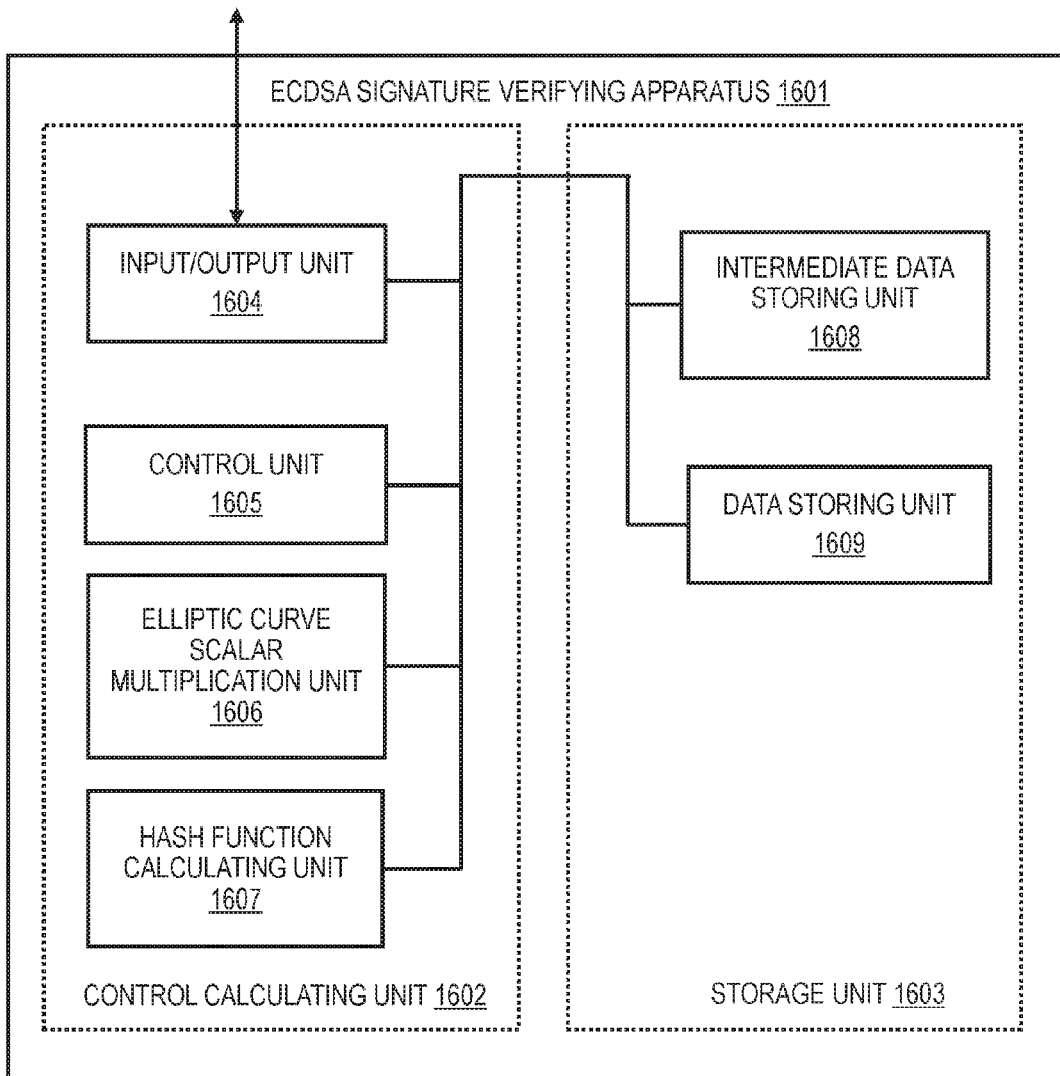 ECDSA SIGNATURE VERIFYING APPARATUS 1601
INPUT/OUTPUT UNIT
1604
CONTROL UNIT
1605
ELLIPTIC CURVE
SCALAR
MULTIPLICATION UNIT
1606
HASH FUNCTION
CALCULATING UNIT
1607
CONTROL CALCULATING UNIT 1602
INTERMEDIATE DATA
STORING UNIT
1608
DATA STORING UNIT
1609
STORAGE UNIT 1603